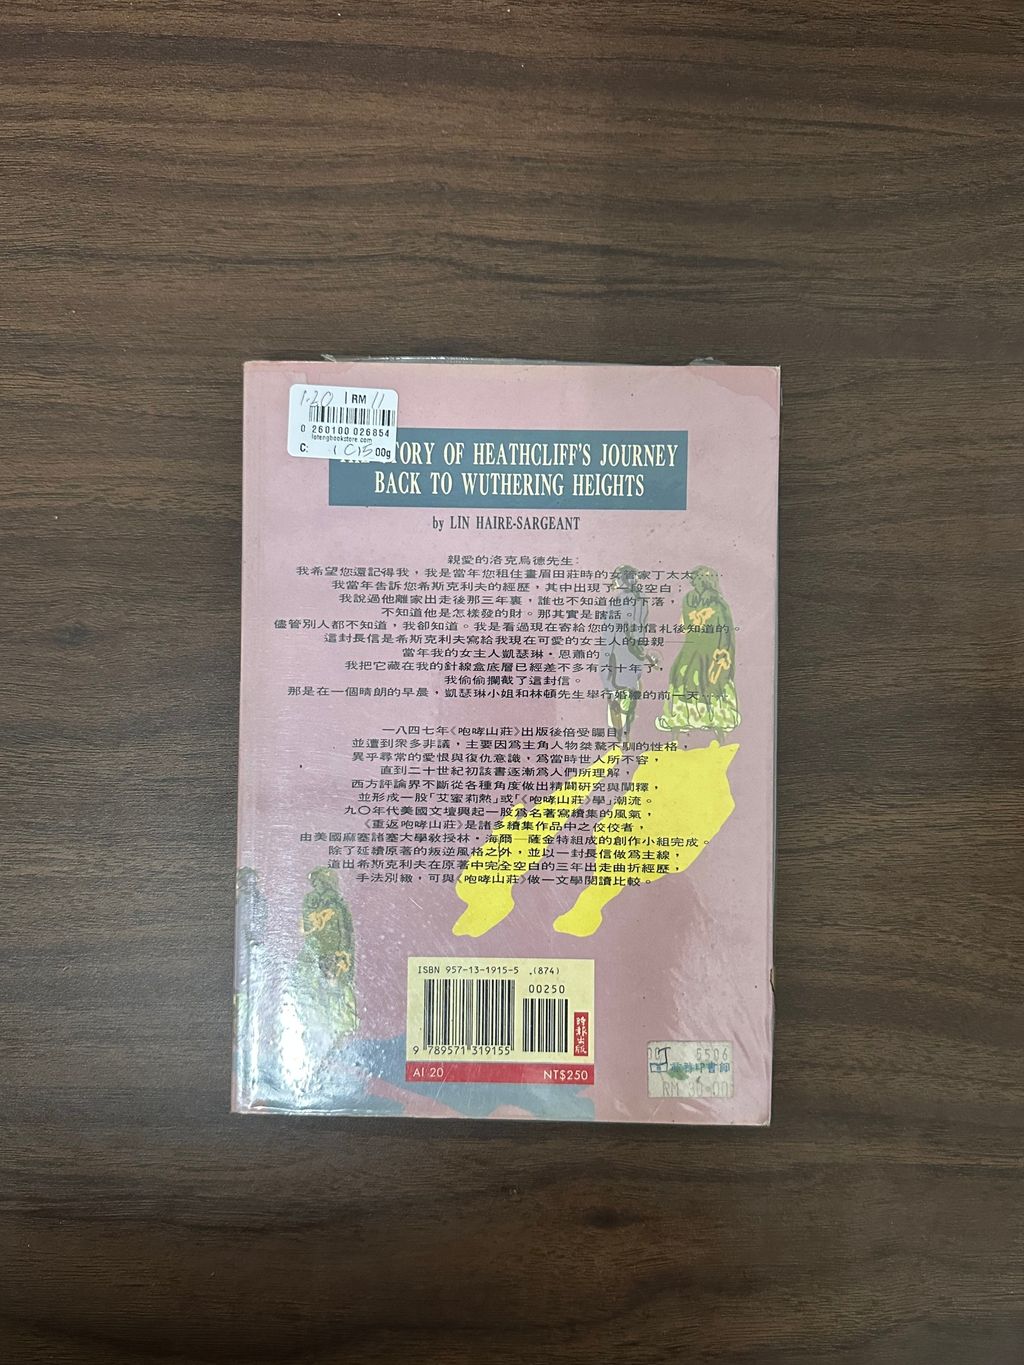 1.20 | RM 11
0 260100 026854
lotengbookstore.com
C: 1 C15 00g
STORY OF HEATHCLIFF'S JOURNEY
BACK TO WUTHERING HEIGHTS
by LIN HAIRE-SARGEANT
親愛的洛克烏德先生：
我希望您還記得我，我是當年您租住畫眉田莊時的女管家丁太太……
我當年告訴您希斯克利夫的經歷，其中出現了一段空白；
我說過他離家出走後那三年裏，誰也不知道他的下落，
不知道他是怎樣發的財。那其實是瞎話。
儘管別人都不知道，我卻知道。我是看過現在寄給您的那封信札後知道的。
這封長信是希斯克利夫寫給我現在可愛的女主人的母親——
當年我的女主人凱瑟琳·恩蕭的。
我把它藏在我的針線盒底層已經差不多有六十年了，
我偷偷攔截了這封信。
那是在一個晴朗的早晨，凱瑟琳小姐和林頓先生舉行婚禮的前一天……
一八四七年《咆哮山莊》出版後倍受矚目，
並遭到眾多非議，主要因為主角人物桀驁不馴的性格，
異乎尋常的愛恨與復仇意識，為當時世人所不容，
直到二十世紀初該書逐漸為人們所理解，
西方評論界不斷從各種角度做出精闢研究與闡釋，
並形成一股「艾蜜莉熱」或「《咆哮山莊》學」潮流。
九〇年代美國文壇興起一股為名著寫續集的風氣，
《重返咆哮山莊》是諸多續集作品中之佼佼者，
由美國麻塞諸塞大學教授林·海爾—薩金特組成的創作小組完成。
除了延續原著的叛逆風格之外，並以一封長信做為主線，
道出希斯克利夫在原著中完全空白的三年出走曲折經歷，
手法別緻，可與《咆哮山莊》做一文學閱讀比較。
ISBN 957-13-1915-5 .(874)
00250
9 789571 319155
時報出版
AI 20 NT$250
5506
印書館
RM 30.00